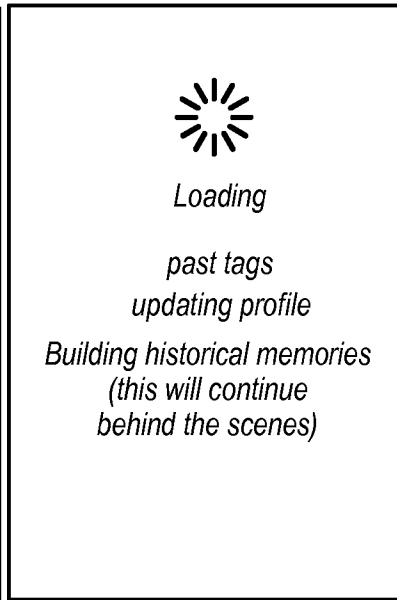 Loading
past tags
updating profile
Building historical memories
(this will continue
behind the scenes)